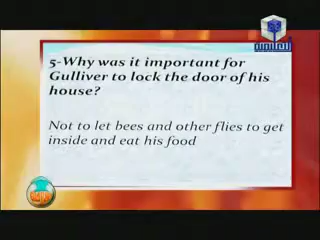 5-Why was it important for
Gulliver to lock the door of his
house?
Not to let bees and other flies to get
inside and eat his food